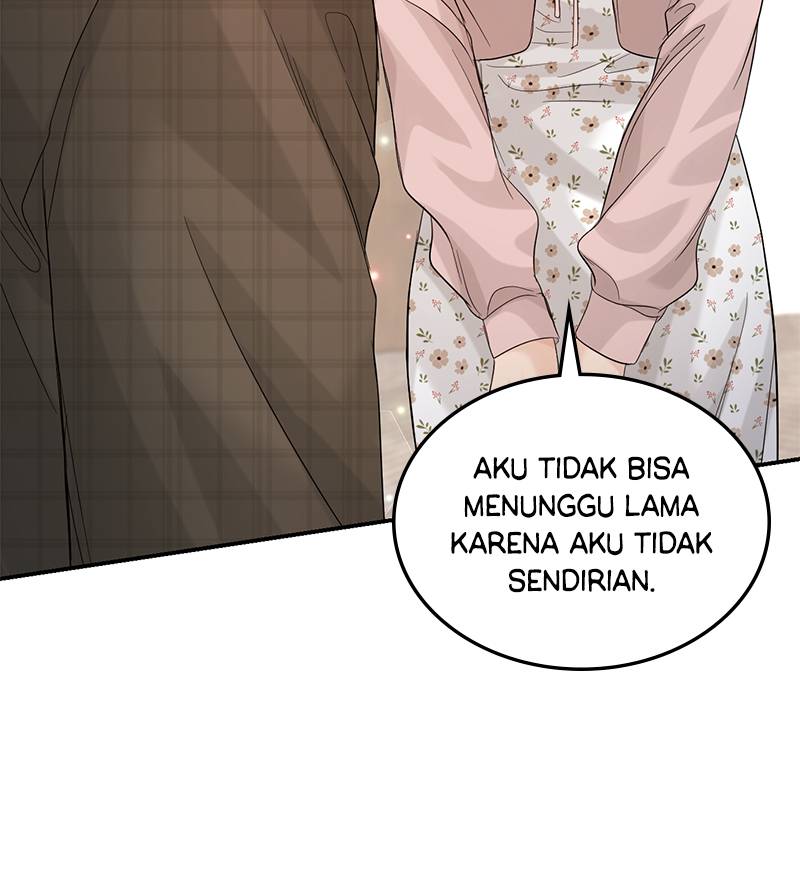 AKU TIDAK BISA
MENUNGGU LAMA
KARENA AKU TIDAK
SENDIRIAN.